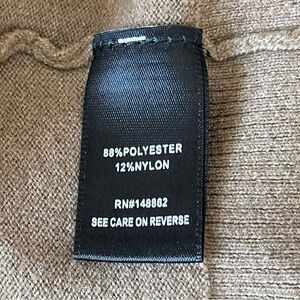 88%POLYESTER
12%NYLON
RN#148862
SEE CARE ON REVERSE